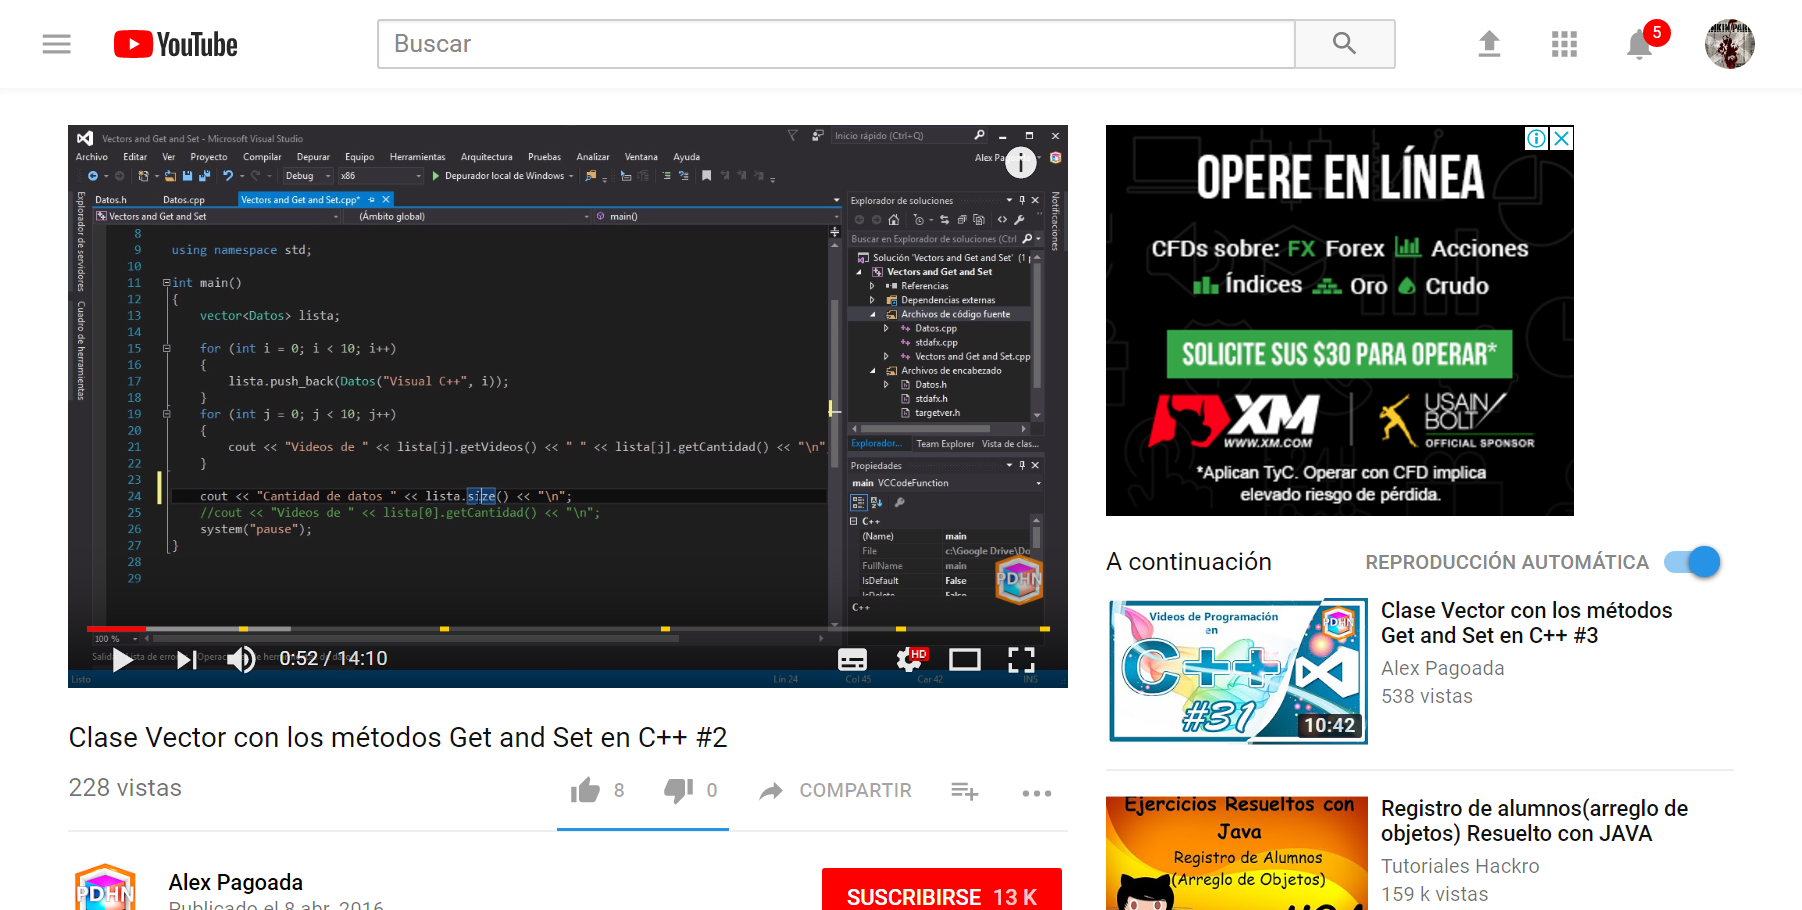 YouTube
Buscar
5
Vectors and Get and Set - Microsoft Visual Studio
Inicio rápido (Ctrl+Q)
Archivo Editar Ver Proyecto Compilar Depurar Equipo Herramientas Arquitectura Pruebas Analizar Ventana Ayuda
Debug x86 Depurador local de Windows
Explorador de servidores
Cuadro de herramientas
Notificaciones
Datos.h Datos.cpp Vectors and Get and Set.cpp*
Vectors and Get and Set (Ámbito global) main()
8
9 using namespace std;
10
11 int main()
12 {
13 vector<Datos> lista;
14
15 for (int i = 0; i < 10; i++)
16 {
17 lista.push_back(Datos("Visual C++", i));
18 }
19 for (int j = 0; j < 10; j++)
20 {
21 cout << "Videos de " << lista[j].getVideos() << " " << lista[j].getCantidad() << "\n"
22 }
23
24 cout << "Cantidad de datos " << lista.size() << "\n";
25 //cout << "Videos de " << lista[0].getCantidad() << "\n";
26 system("pause");
27 }
28
29
100 %
Explorador de soluciones
Buscar en Explorador de soluciones (Ctrl
Solución 'Vectors and Get and Set' (1
Vectors and Get and Set
Referencias
Dependencias externas
Archivos de código fuente
Datos.cpp
stdafx.cpp
Vectors and Get and Set.cpp
Archivos de encabezado
Datos.h
stdafx.h
targetver.h
Explorador... Team Explorer Vista de clas...
Propiedades
main VCCodeFunction
C++
(Name) main
File c:\Google Drive\Do
FullName main
IsDefault False
IsDelete False
C++
PDHN
0:52 / 14:10
HD
Listo Lín 24 Col 45 Car 42 INS
Clase Vector con los métodos Get and Set en C++ #2
228 vistas
8 0 COMPARTIR
PDHN
Alex Pagoada
Publicado el 8 abr. 2016
SUSCRIBIRSE 13 K
OPERE EN LÍNEA
CFDs sobre: FX Forex Acciones
Índices Oro Crudo
SOLICITE SUS $30 PARA OPERAR*
XM
WWW.XM.COM
USAIN
BOLT
OFFICIAL SPONSOR
*Aplican TyC. Operar con CFD implica
elevado riesgo de pérdida.
A continuación REPRODUCCIÓN AUTOMÁTICA
Videos de Programación
en
C++
#31
PDHN
10:42
Clase Vector con los métodos
Get and Set en C++ #3
Alex Pagoada
538 vistas
Ejercicios Resueltos con
Java
Registro de Alumnos
(Arreglo de Objetos)
Registro de alumnos(arreglo de
objetos) Resuelto con JAVA
Tutoriales Hackro
159 k vistas